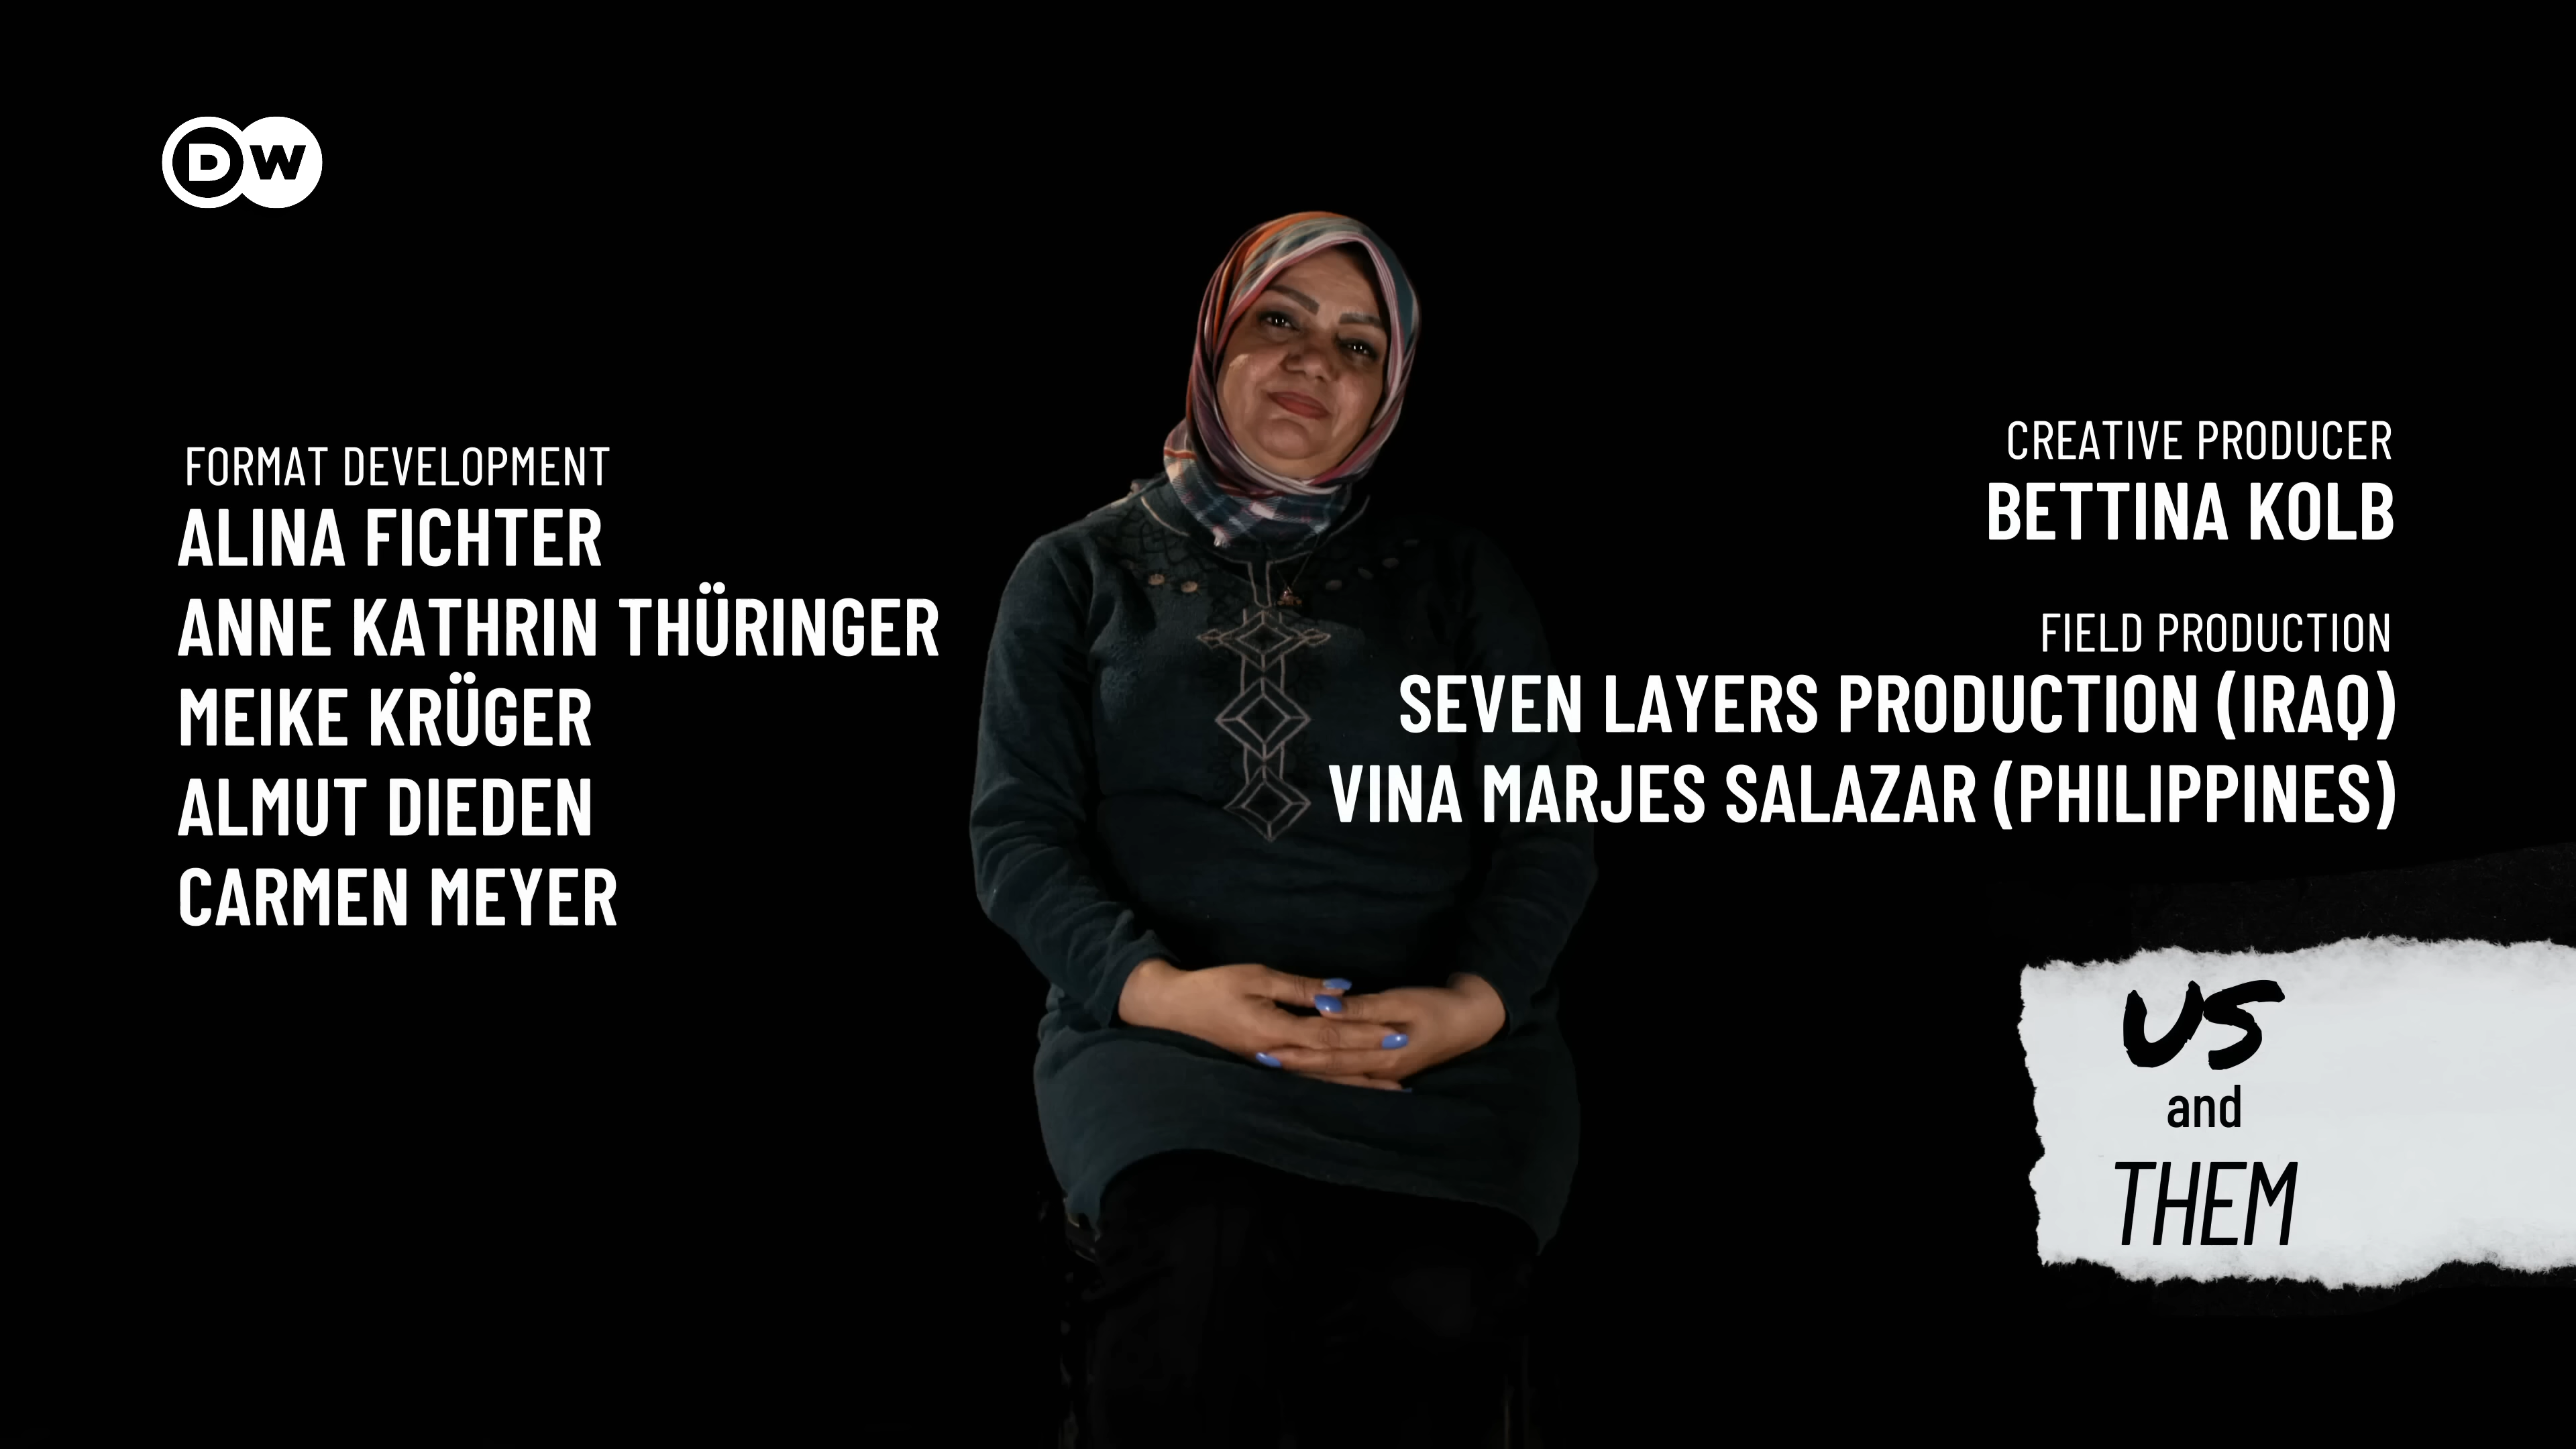 DW
FORMAT DEVELOPMENT
ALINA FICHTER
ANNE KATHRIN THÜRINGER
MEIKE KRÜGER
ALMUT DIEDEN
CARMEN MEYER
CREATIVE PRODUCER
BETTINA KOLB
FIELD PRODUCTION
SEVEN LAYERS PRODUCTION (IRAQ)
VINA MARJES SALAZAR (PHILIPPINES)
US
and
THEM